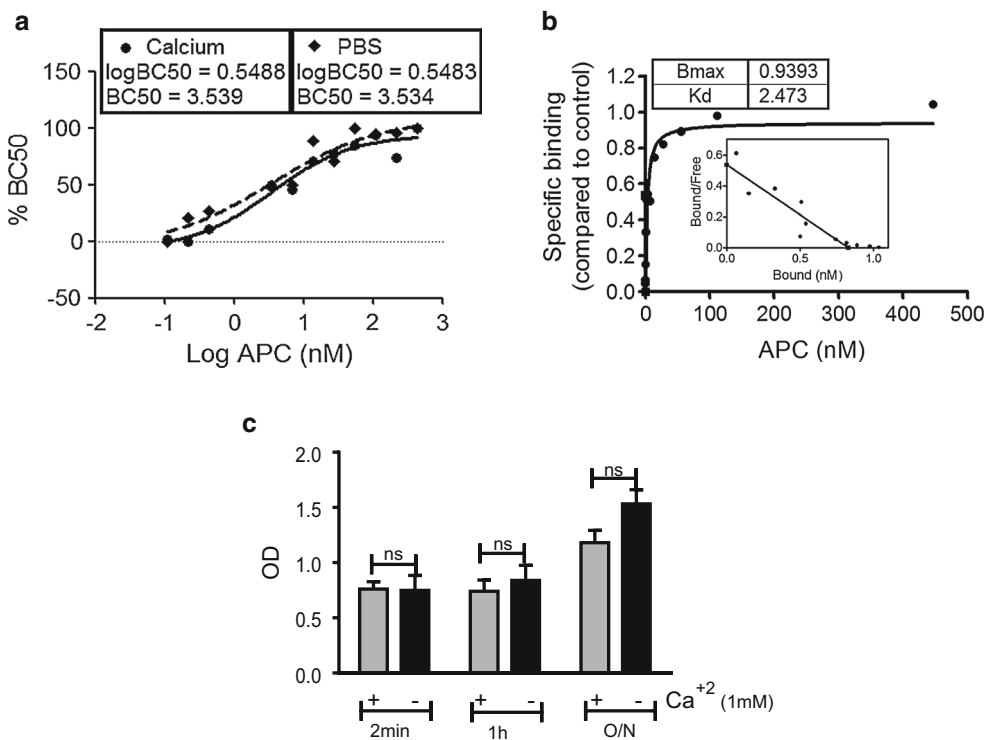 a
Calcium
PBS
logBC50 = 0.5488
logBC50 = 0.5483
BC50 = 3.539
BC50 = 3.534
150
100
50
0
-50
% BC50
-2
-1
0
1
2
3
Log APC (nM)
b
Bmax
0.9393
Kd
2.473
1.2
1.0
0.8
0.6
0.4
0.2
0.0
Specific binding
(compared to control)
0
100
200
300
400
500
APC (nM)
0.6
0.4
0.2
0.0
Bound/Free
0.0
0.5
1.0
Bound (nM)
c
2.0
1.5
1.0
0.5
0.0
OD
ns
ns
ns
+ - + - + - Ca+2 (1mM)
2min
1h
O/N